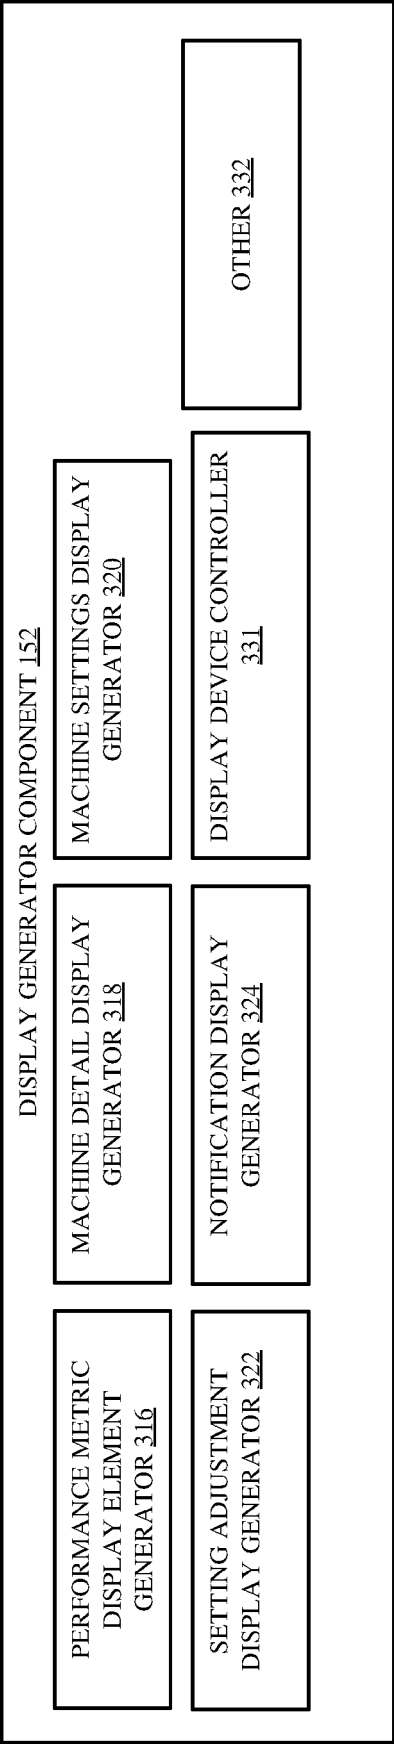 DISPLAY GENERATOR COMPONENT 152
PERFORMANCE METRIC
DISPLAY ELEMENT
GENERATOR 316
MACHINE DETAIL DISPLAY
GENERATOR 318
MACHINE SETTINGS DISPLAY
GENERATOR 320
SETTING ADJUSTMENT
DISPLAY GENERATOR 322
NOTIFICATION DISPLAY
GENERATOR 324
DISPLAY DEVICE CONTROLLER
331
OTHER 332